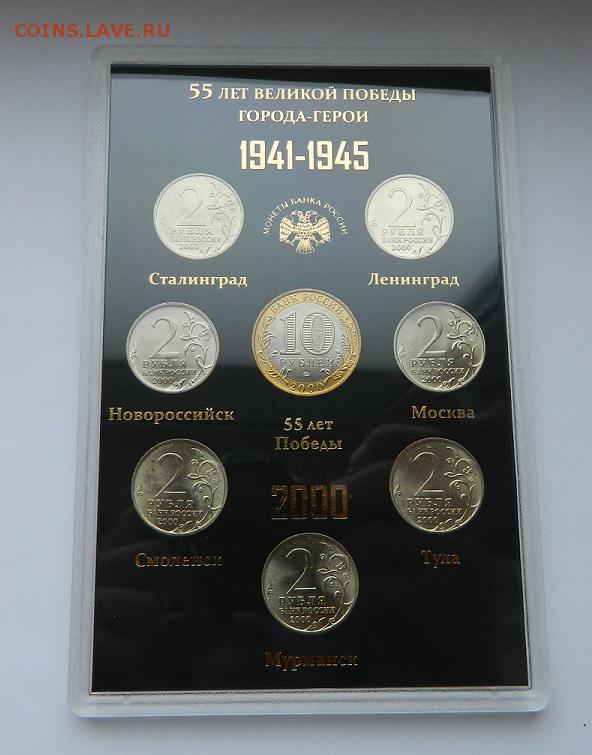 COINS.LAVE.RU
55 ЛЕТ ВЕЛИКОЙ ПОБЕДЫ
ГОРОДА-ГЕРОИ
1941-1945
МОНЕТЫ БАНКА РОССИИ
2
РУБЛЯ
БАНК РОССИИ
2000
2
РУБЛЯ
БАНК РОССИИ
2000
Сталинград
Ленинград
2
РУБЛЯ
БАНК РОССИИ
2000
БАНК РОССИИ
10
РУБЛЕЙ
2000
2
РУБЛЯ
БАНК РОССИИ
2000
Новороссийск
55 лет
Победы
Москва
2
РУБЛЯ
БАНК РОССИИ
2000
2000
2
РУБЛЯ
БАНК РОССИИ
2000
Смоленск
Тула
2
РУБЛЯ
БАНК РОССИИ
2000
Мурманск